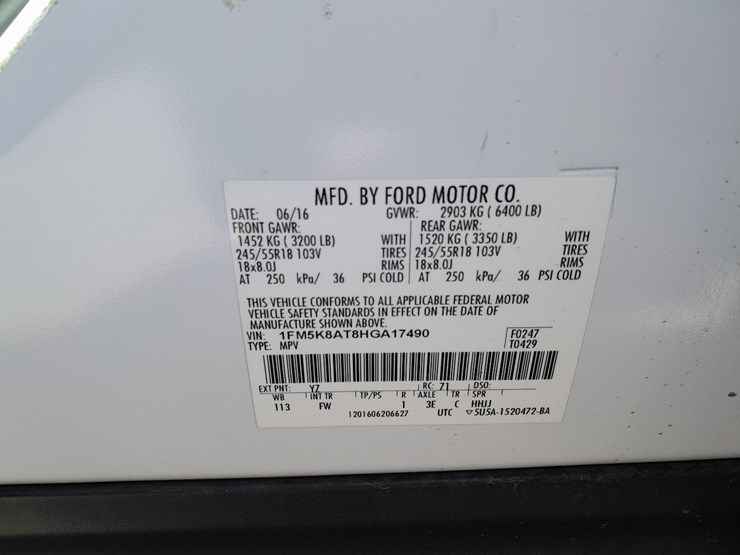 MFD. BY FORD MOTOR CO.
DATE: 06/16 GVWR: 2903 KG ( 6400 LB)
FRONT GAWR: REAR GAWR:
1452 KG ( 3200 LB) WITH 1520 KG ( 3350 LB) WITH
245/55R18 103V TIRES 245/55R18 103V TIRES
18x8.0J RIMS 18x8.0J RIMS
AT 250 kPa/ 36 PSI COLD AT 250 kPa/ 36 PSI COLD
THIS VEHICLE CONFORMS TO ALL APPLICABLE FEDERAL MOTOR
VEHICLE SAFETY STANDARDS IN EFFECT ON THE DATE OF
MANUFACTURE SHOWN ABOVE.
VIN: 1FM5K8AT8HGA17490 F0247
TYPE: MPV T0429
EXT PNT: YZ RC: 71 DSO:
WB INT TR TP/PS R AXLE TR SPR
113 FW 1 3E C HHJJ
1201606206627 UTC ▽5U5A-1520472-BA